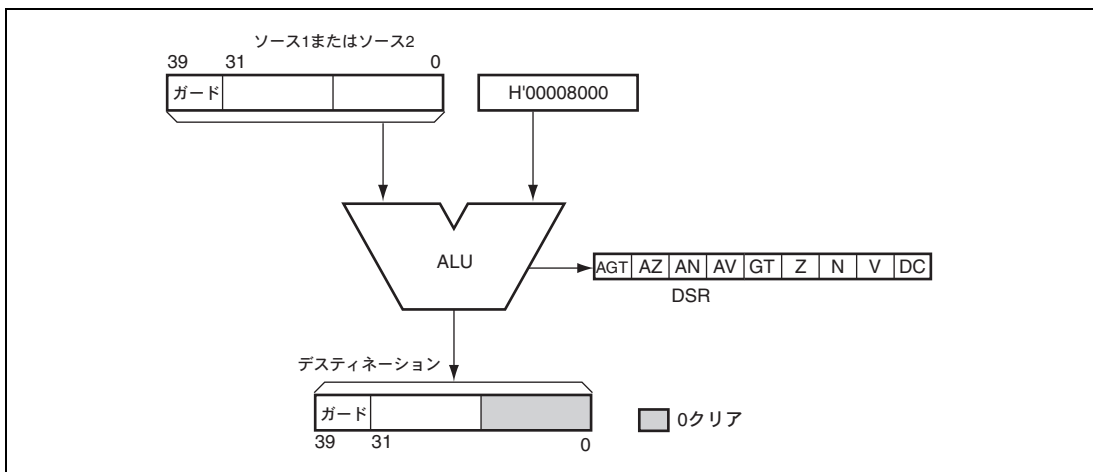 ソース1またはソース2
39 31 0
ガード
H'00008000
ALU
AGT AZ AN AV GT Z N V DC
DSR
デスティネーション
ガード
0クリア
39 31 0